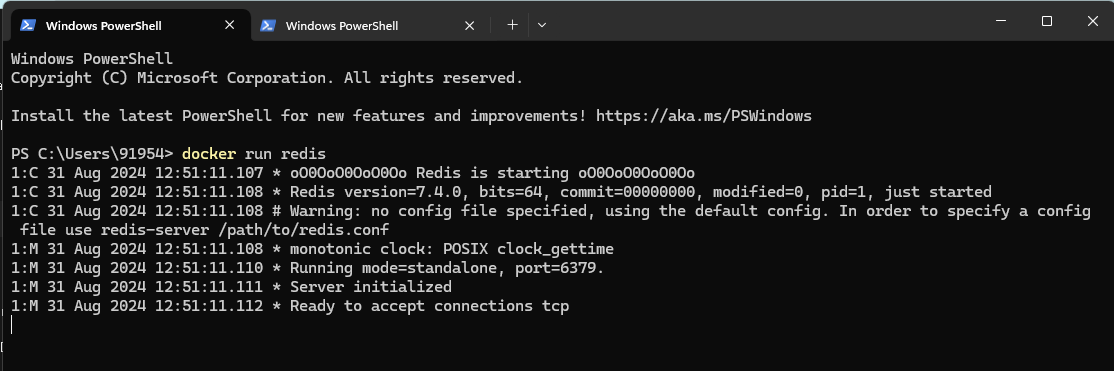 Windows PowerShell
Windows PowerShell
Windows PowerShell
Copyright (C) Microsoft Corporation. All rights reserved.
Install the latest PowerShell for new features and improvements! https://aka.ms/PSWindows
PS C:\Users\91954> docker run redis
1:C 31 Aug 2024 12:51:11.107 * oO0OoO0OoO0Oo Redis is starting oO0OoO0OoO0Oo
1:C 31 Aug 2024 12:51:11.108 * Redis version=7.4.0, bits=64, commit=00000000, modified=0, pid=1, just started
1:C 31 Aug 2024 12:51:11.108 # Warning: no config file specified, using the default config. In order to specify a config
file use redis-server /path/to/redis.conf
1:M 31 Aug 2024 12:51:11.108 * monotonic clock: POSIX clock_gettime
1:M 31 Aug 2024 12:51:11.110 * Running mode=standalone, port=6379.
1:M 31 Aug 2024 12:51:11.111 * Server initialized
1:M 31 Aug 2024 12:51:11.112 * Ready to accept connections tcp